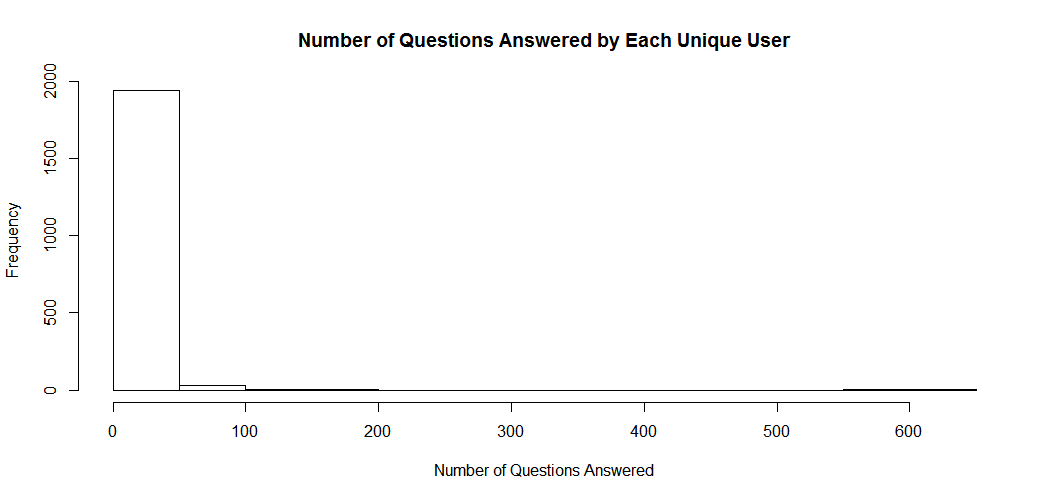 Number of Questions Answered by Each Unique User
Frequency
2000
1500
1000
500
0
0 100 200 300 400 500 600
Number of Questions Answered